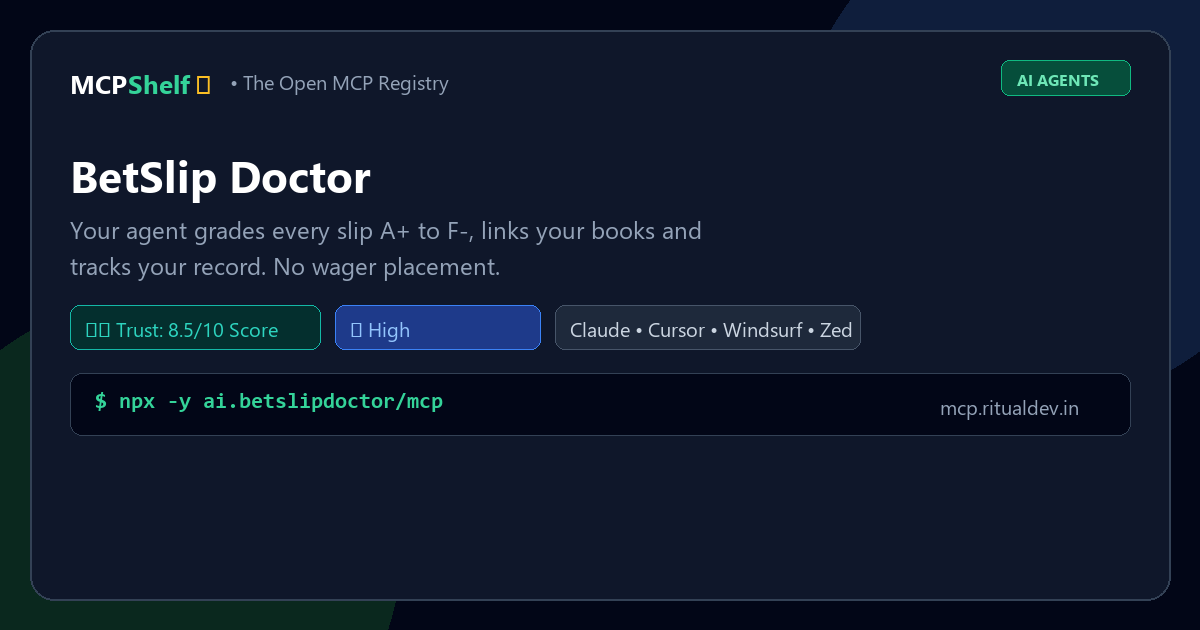 MCPShelf • The Open MCP Registry
AI AGENTS
BetSlip Doctor
Your agent grades every slip A+ to F-, links your books and
tracks your record. No wager placement.
Trust: 8.5/10 Score
High
Claude • Cursor • Windsurf • Zed
$ npx -y ai.betslipdoctor/mcp
mcp.ritualdev.in